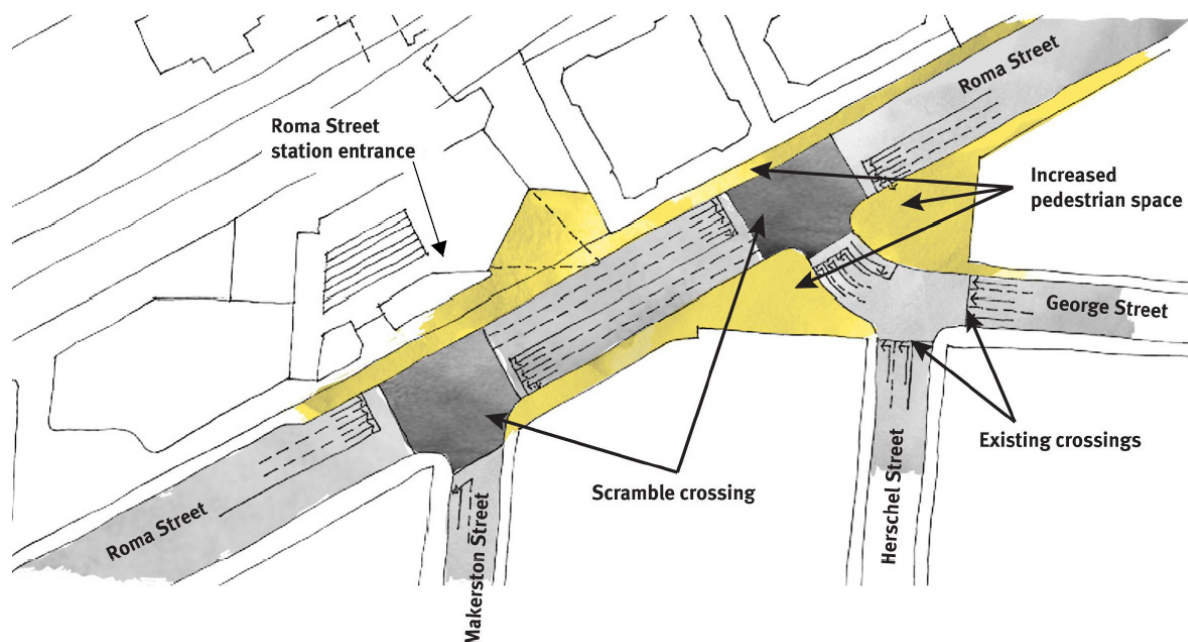 Roma Street
Roma Street
station entrance
Increased
pedestrian space
George Street
Existing crossings
Scramble crossing
Herschel Street
Roma Street
Makerston Street